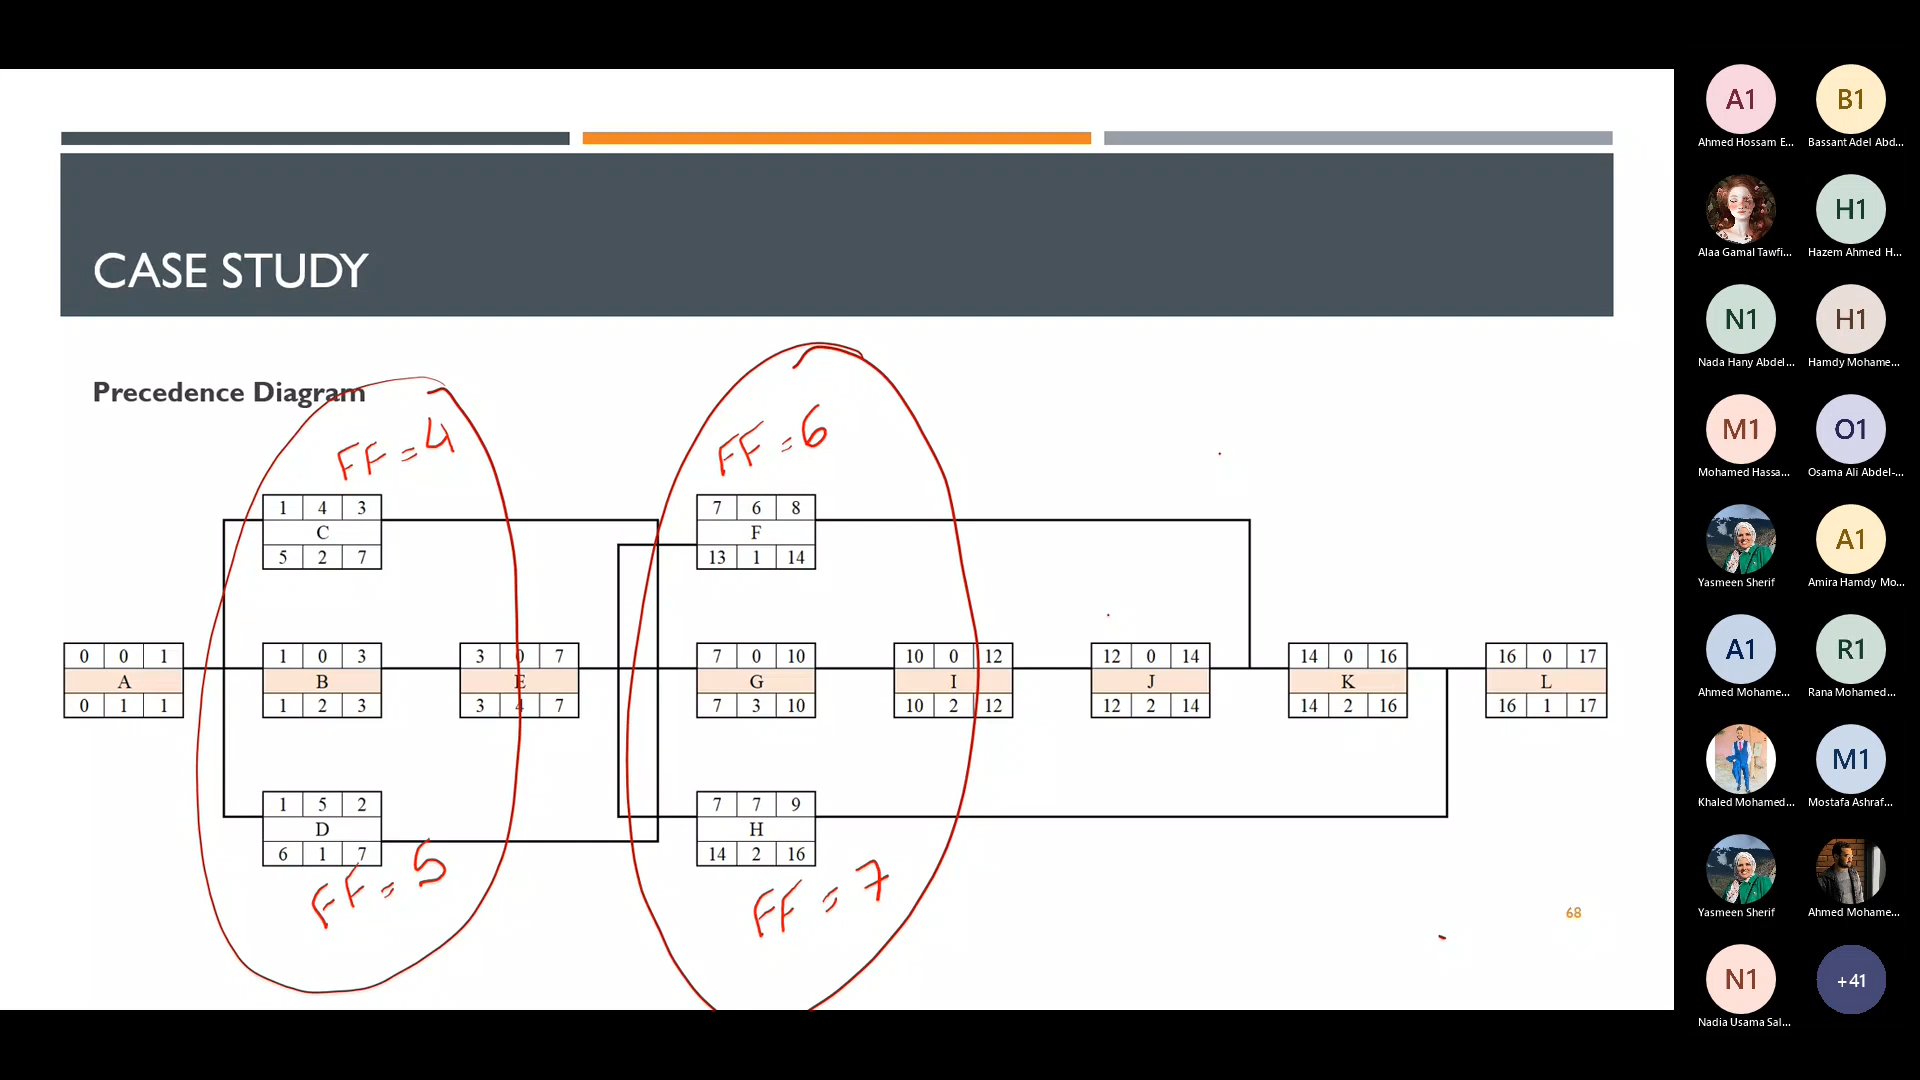 CASE STUDY
Precedence Diagram
FF = 4
FF = 6
1 4 3
C
5 2 7
7 6 8
F
13 1 14
0 0 1
A
0 1 1
1 0 3
B
1 2 3
3 0 7
E
3 4 7
7 0 10
G
7 3 10
10 0 12
I
10 2 12
12 0 14
J
12 2 14
14 0 16
K
14 2 16
16 0 17
L
16 1 17
1 5 2
D
6 1 7
7 7 9
H
14 2 16
FF = 5
FF = 7
68
A1
Ahmed Hossam E...
B1
Bassant Adel Abd...
Alaa Gamal Tawfi...
H1
Hazem Ahmed H...
N1
Nada Hany Abdel...
H1
Hamdy Mohame...
M1
Mohamed Hassa...
O1
Osama Ali Abdel-...
Yasmeen Sherif
A1
Amira Hamdy Mo...
A1
Ahmed Mohame...
R1
Rana Mohamed...
Khaled Mohamed...
M1
Mostafa Ashraf...
Yasmeen Sherif
Ahmed Mohame...
N1
Nadia Usama Sal...
+41